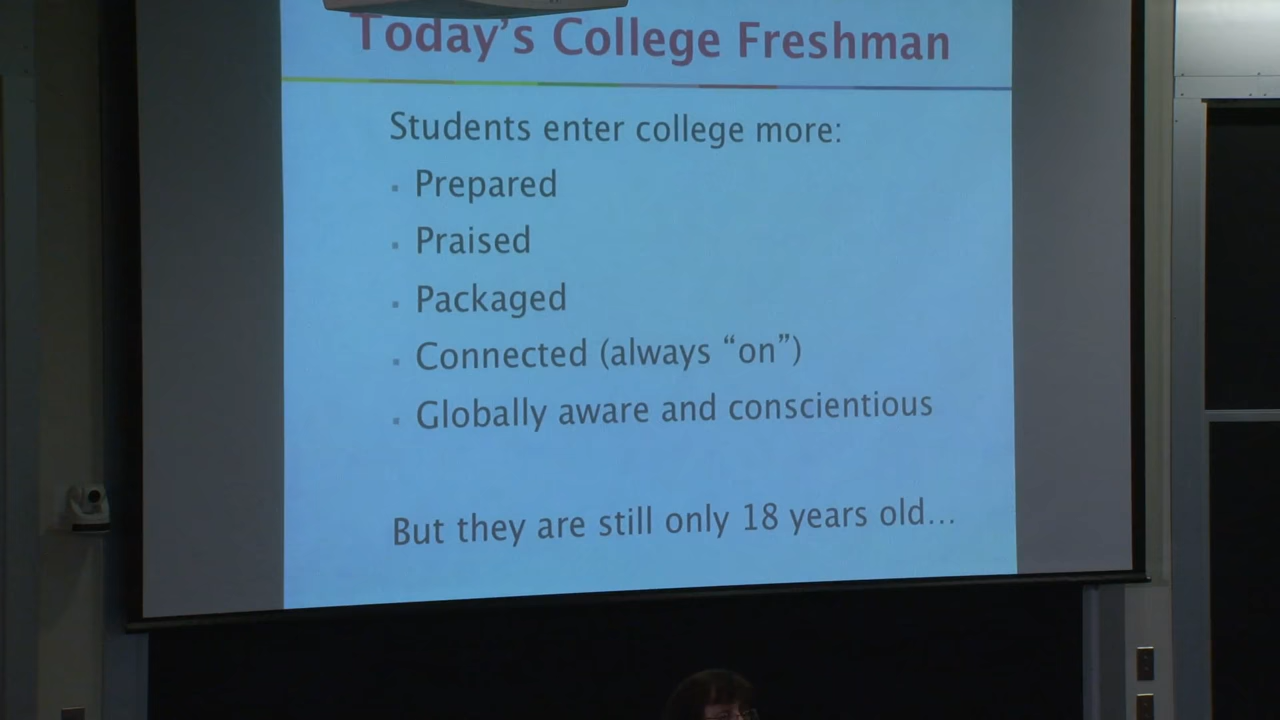 Today's College Freshman
Students enter college more:
▪ Prepared
▪ Praised
▪ Packaged
▪ Connected (always “on”)
▪ Globally aware and conscientious
But they are still only 18 years old...